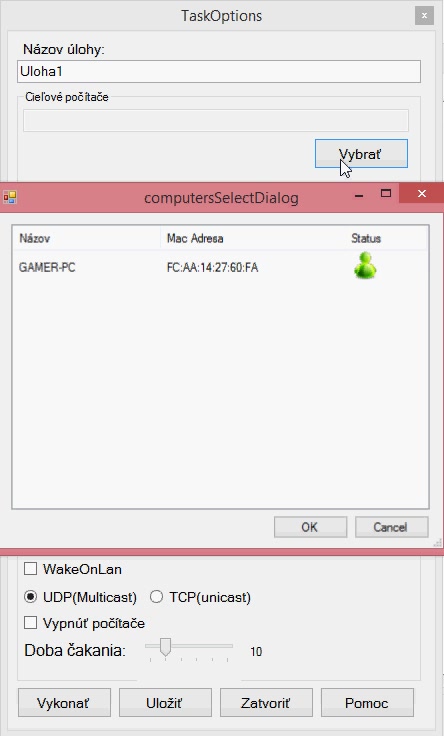 TaskOptions
x
Názov úlohy:
Uloha1
Cieľové počítače
Vybrať
computersSelectDialog
Názov Mac Adresa Status
GAMER-PC FC:AA:14:27:60:FA
OK Cancel
WakeOnLan
UDP(Multicast) TCP(unicast)
Vypnúť počítače
Doba čakania: 10
Vykonať Uložiť Zatvoriť Pomoc